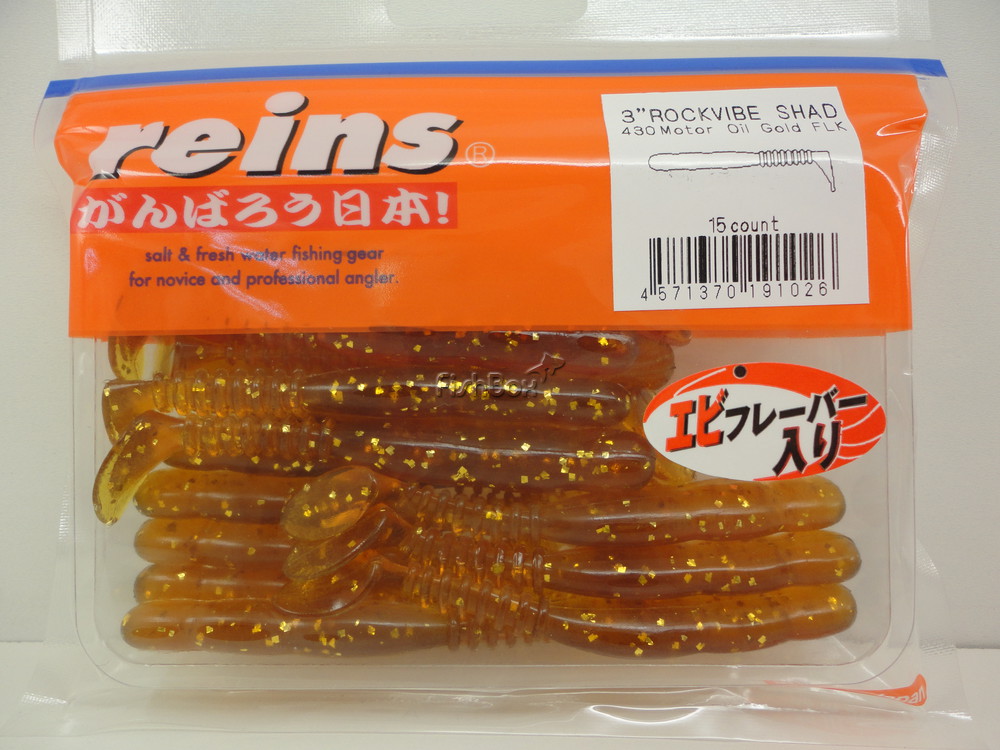 reins®
がんばろう日本!
salt & fresh water fishing gear
for novice and professional angler.
3"ROCKVIBE SHAD
430 Motor Oil Gold FLK
15 count
4 571370 191026
FishBox
エビフレーバー
入り